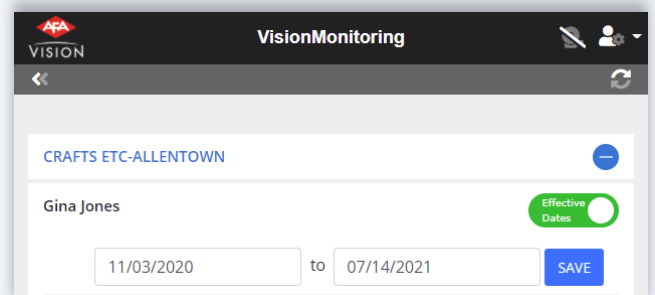 AFA
VISION
VisionMonitoring
CRAFTS ETC-ALLENTOWN
Gina Jones
Effective
Dates
11/03/2020 to 07/14/2021 SAVE